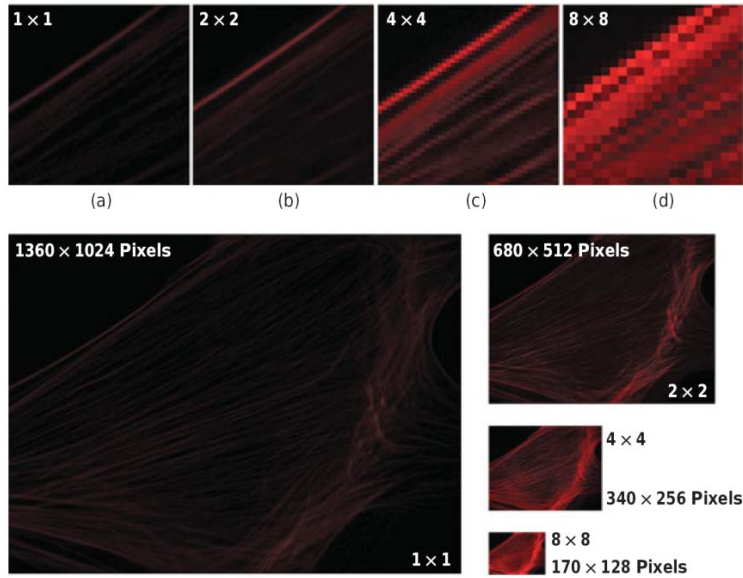 1 × 1
2 × 2
4 × 4
8 × 8
(a)
(b)
(c)
(d)
1360 × 1024 Pixels
1 × 1
680 × 512 Pixels
2 × 2
4 × 4
340 × 256 Pixels
8 × 8
170 × 128 Pixels